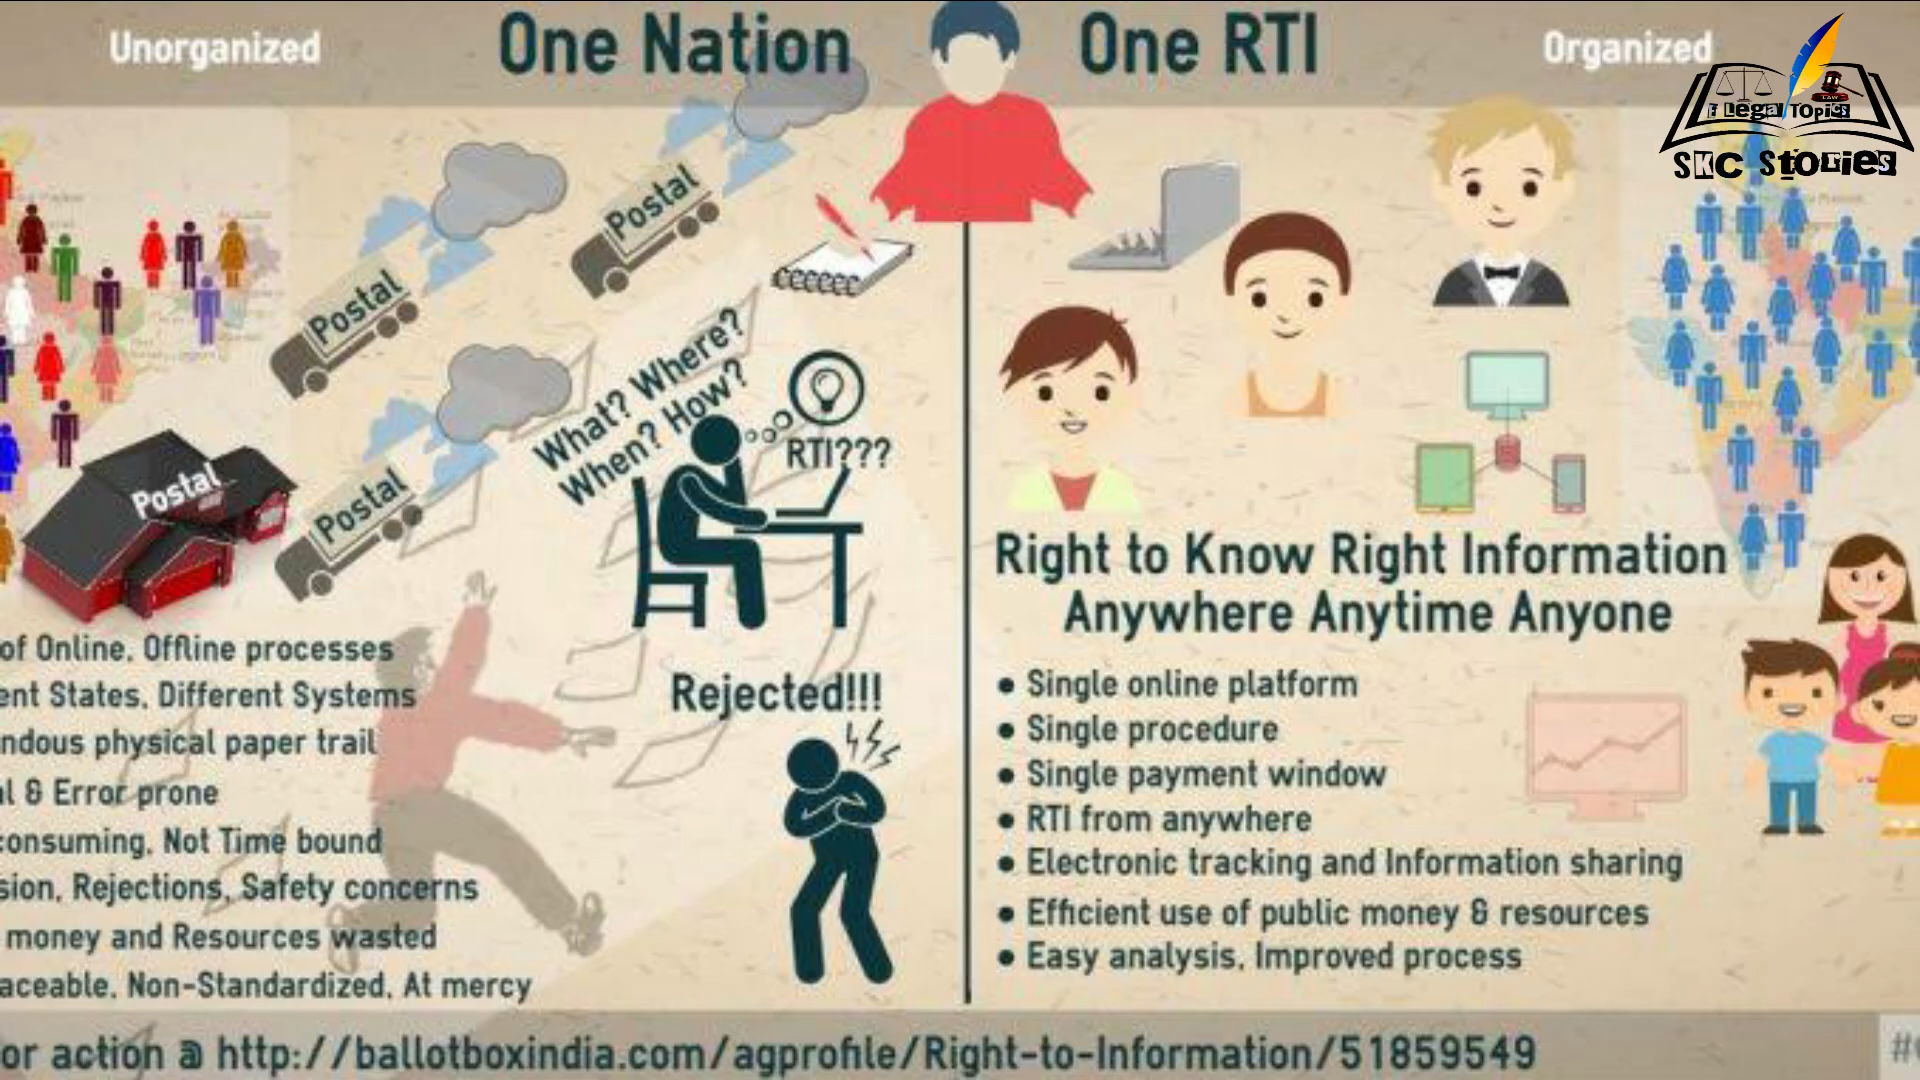 Unorganized
One Nation
One RTI
Organized
Legal Topics
SKC Stories
Postal
Postal
Postal
Postal
Postal
What? Where?
When? How?
RTI???
Rejected!!!
of Online, Offline processes
ent States, Different Systems
ndous physical paper trail
al & Error prone
consuming, Not Time bound
sion, Rejections, Safety concerns
money and Resources wasted
aceable, Non-Standardized, At mercy
Right to Know Right Information
Anywhere Anytime Anyone
• Single online platform
• Single procedure
• Single payment window
• RTI from anywhere
• Electronic tracking and Information sharing
• Efficient use of public money & resources
• Easy analysis, Improved process
or action @ http://ballotboxindia.com/agprofile/Right-to-Information/51859549